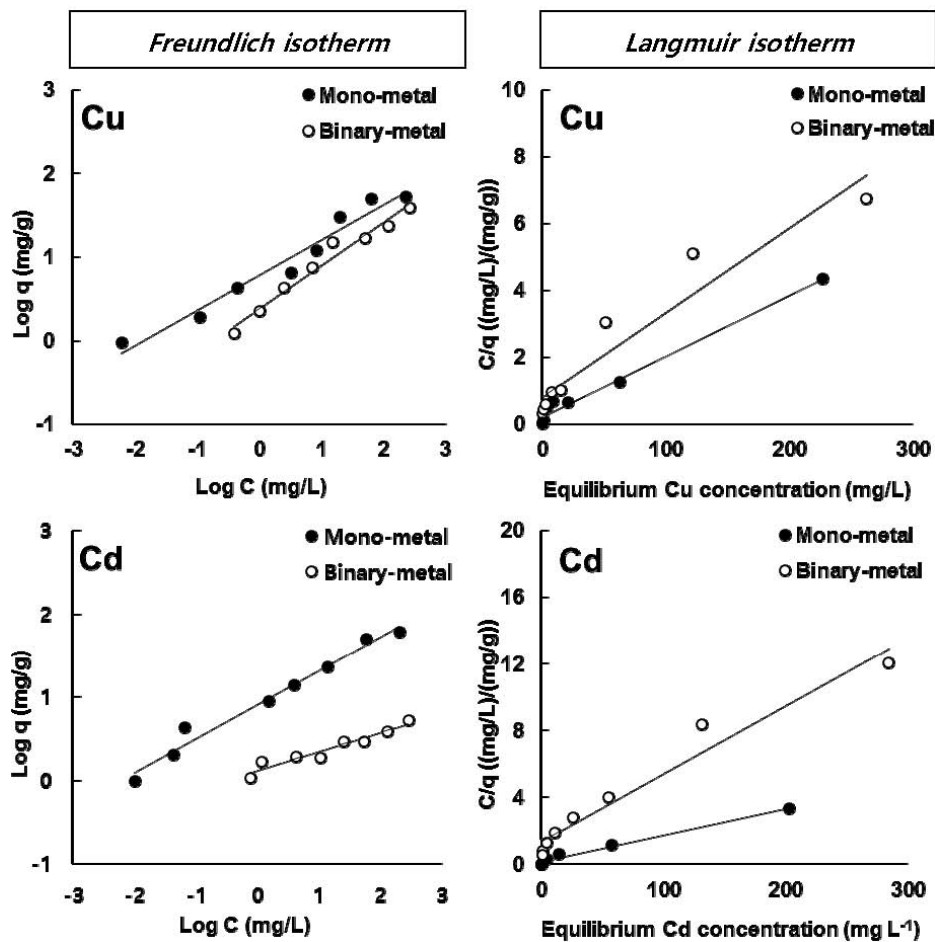 Freundlich isotherm
Langmuir isotherm
Cu
Mono-metal
Binary-metal
Log q (mg/g)
3
2
1
0
-1
-3
-2
-1
0
1
2
3
Log C (mg/L)
Cu
Mono-metal
Binary-metal
C/q ((mg/L)/(mg/g))
10
8
6
4
2
0
0
100
200
300
Equilibrium Cu concentration (mg/L)
Cd
Mono-metal
Binary-metal
Log q (mg/g)
3
2
1
0
-1
-3
-2
-1
0
1
2
3
Log C (mg/L)
Cd
Mono-metal
Binary-metal
C/q ((mg/L)/(mg/g))
20
16
12
8
4
0
0
100
200
300
Equilibrium Cd concentration (mg L⁻¹)